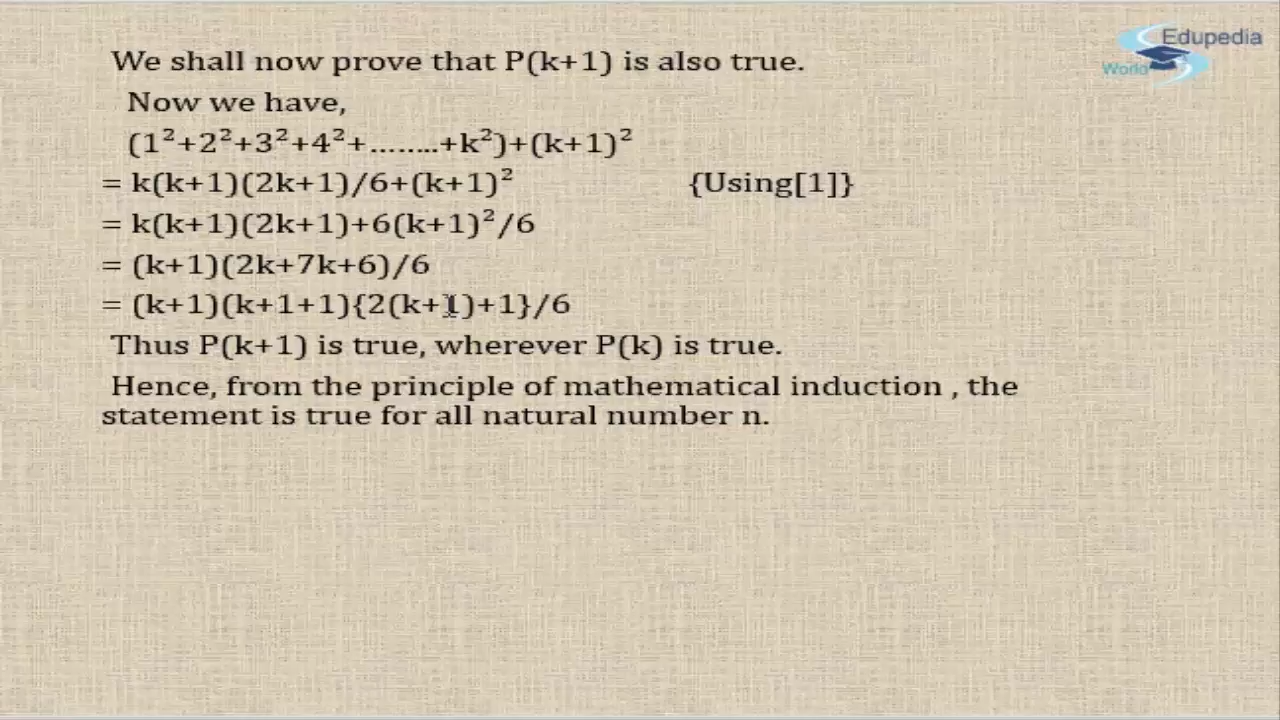 Edupedia
World
We shall now prove that P(k+1) is also true.
Now we have,
(1²+2²+3²+4²+........+k²)+(k+1)²
= k(k+1)(2k+1)/6+(k+1)² {Using[1]}
= k(k+1)(2k+1)+6(k+1)²/6
= (k+1)(2k+7k+6)/6
= (k+1)(k+1+1){2(k+1)+1}/6
Thus P(k+1) is true, wherever P(k) is true.
Hence, from the principle of mathematical induction , the
statement is true for all natural number n.